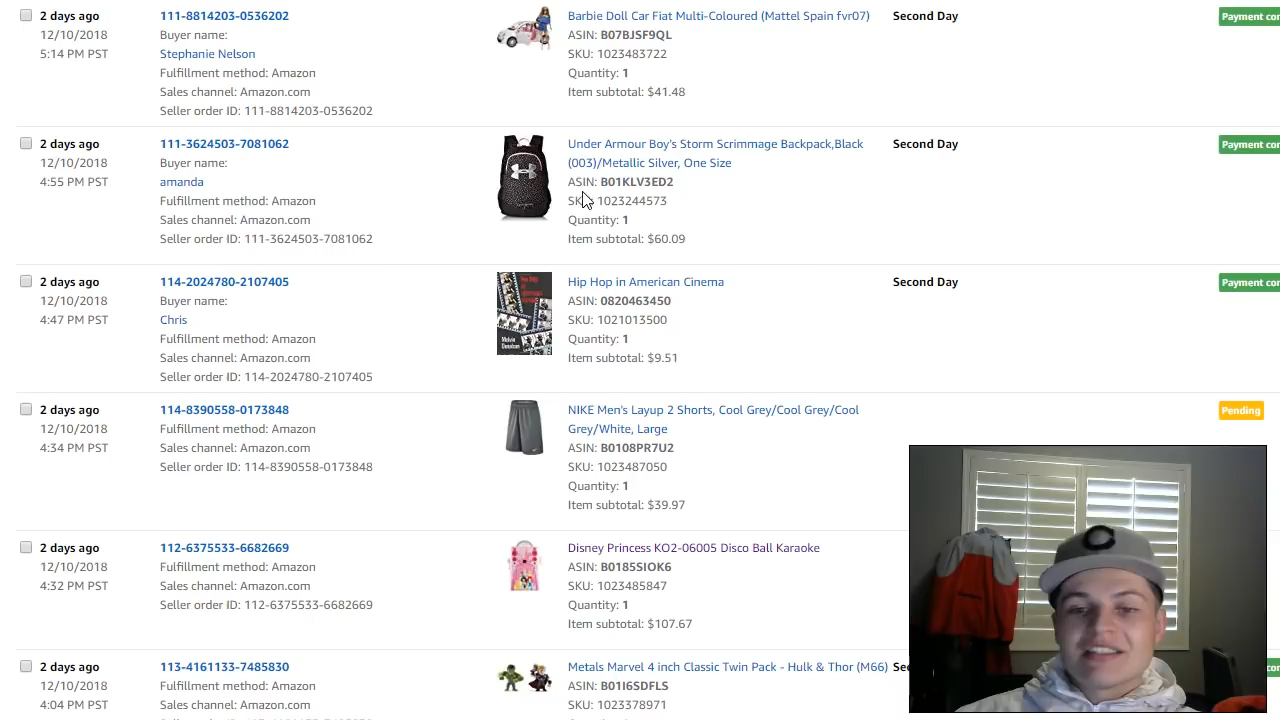 2 days ago
12/10/2018
5:14 PM PST
111-8814203-0536202
Buyer name:
Stephanie Nelson
Fulfillment method: Amazon
Sales channel: Amazon.com
Seller order ID: 111-8814203-0536202
Barbie Doll Car Fiat Multi-Coloured (Mattel Spain fvr07)
ASIN: B07BJSF9QL
SKU: 1023483722
Quantity: 1
Item subtotal: $41.48
Second Day
Payment con
2 days ago
12/10/2018
4:55 PM PST
111-3624503-7081062
Buyer name:
amanda
Fulfillment method: Amazon
Sales channel: Amazon.com
Seller order ID: 111-3624503-7081062
Under Armour Boy's Storm Scrimmage Backpack,Black
(003)/Metallic Silver, One Size
ASIN: B01KLV3ED2
SK 1023244573
Quantity: 1
Item subtotal: $60.09
Second Day
Payment con
2 days ago
12/10/2018
4:47 PM PST
114-2024780-2107405
Buyer name:
Chris
Fulfillment method: Amazon
Sales channel: Amazon.com
Seller order ID: 114-2024780-2107405
Hip Hop in American Cinema
ASIN: 0820463450
SKU: 1021013500
Quantity: 1
Item subtotal: $9.51
Second Day
Payment con
2 days ago
12/10/2018
4:34 PM PST
114-8390558-0173848
Fulfillment method: Amazon
Sales channel: Amazon.com
Seller order ID: 114-8390558-0173848
NIKE Men's Layup 2 Shorts, Cool Grey/Cool Grey/Cool
Grey/White, Large
ASIN: B0108PR7U2
SKU: 1023487050
Quantity: 1
Item subtotal: $39.97
Pending
2 days ago
12/10/2018
4:32 PM PST
112-6375533-6682669
Fulfillment method: Amazon
Sales channel: Amazon.com
Seller order ID: 112-6375533-6682669
Disney Princess KO2-06005 Disco Ball Karaoke
ASIN: B0185SIOK6
SKU: 1023485847
Quantity: 1
Item subtotal: $107.67
2 days ago
12/10/2018
4:04 PM PST
113-4161133-7485830
Fulfillment method: Amazon
Sales channel: Amazon.com
Metals Marvel 4 inch Classic Twin Pack - Hulk & Thor (M66)
ASIN: B01I6SDFLS
SKU: 1023378971